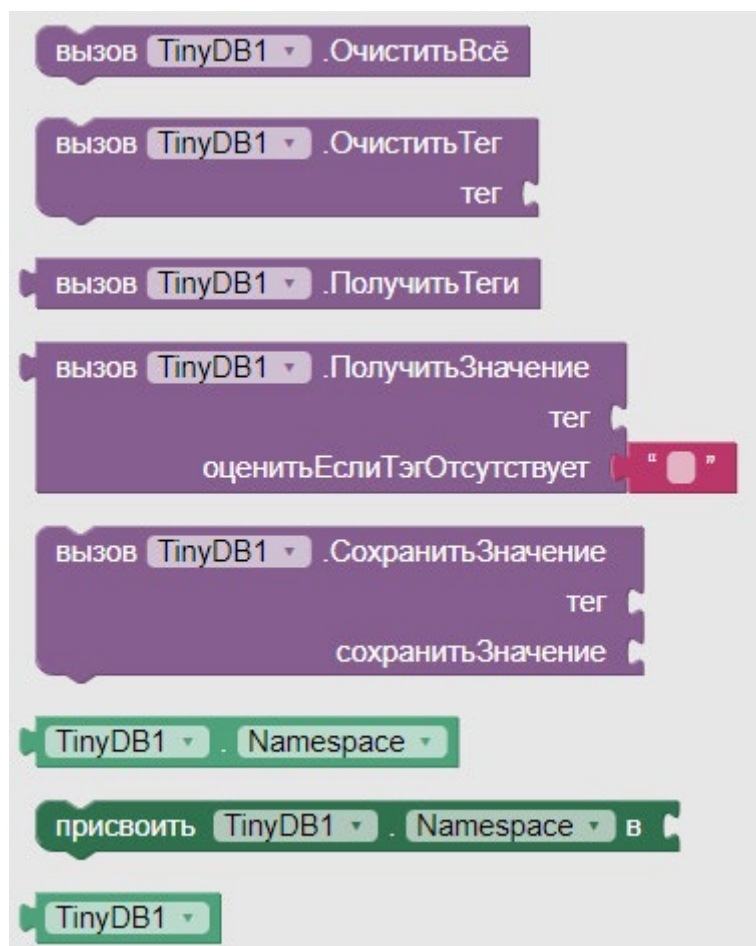 вызов TinyDB1 .ОчиститьВсё
вызов TinyDB1 .ОчиститьТег
тег
вызов TinyDB1 .ПолучитьТеги
вызов TinyDB1 .ПолучитьЗначение
тег
оценитьЕслиТэгОтсутствует “ ”
вызов TinyDB1 .СохранитьЗначение
тег
сохранитьЗначение
TinyDB1 . Namespace
присвоить TinyDB1 . Namespace в
TinyDB1